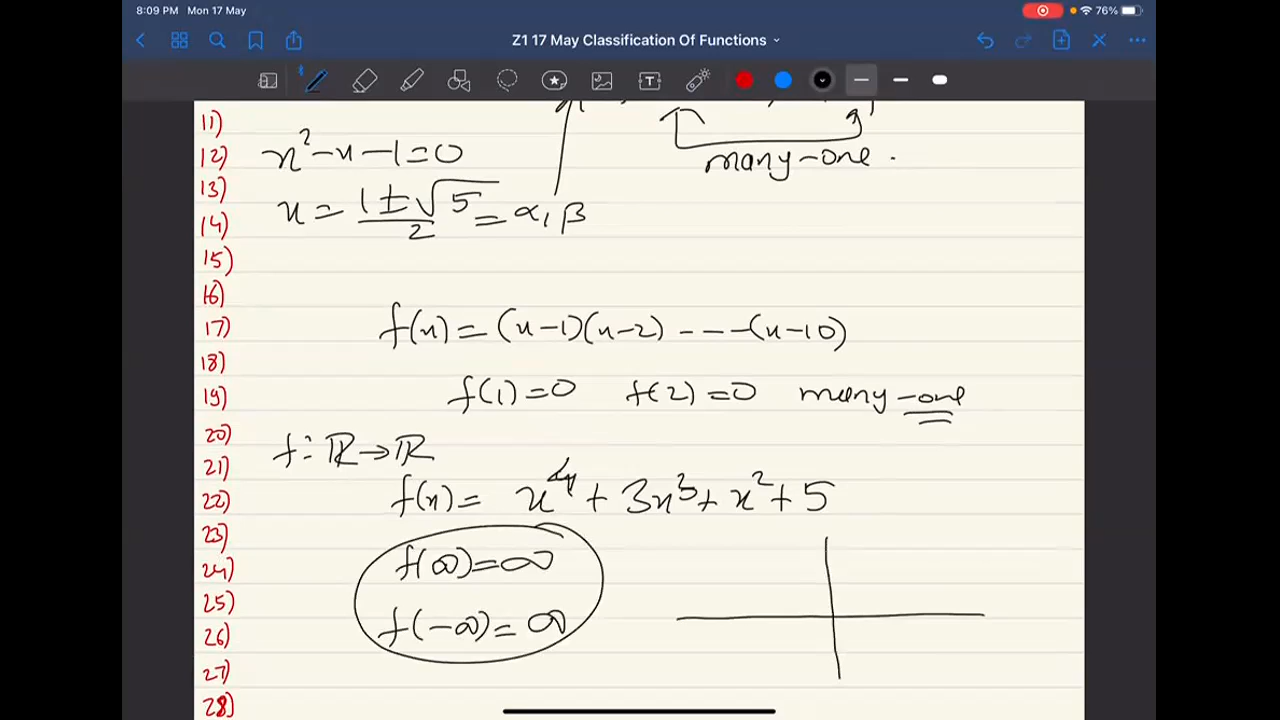 8:09 PM Mon 17 May
76%
Z1 17 May Classification Of Functions
11)
12) x² - x - 1 = 0 many-one .
13)
14) x = (1 ± √5)/2 = α, β
15)
16)
17) f(x) = (x-1)(x-2) ---- (x-10)
18)
19) f(1) = 0 f(2) = 0 many-one
20)
21) f: ℝ → ℝ
22) f(x) = x⁴ + 3x³ + x² + 5
23)
24) f(∞) = ∞
25)
26) f(-∞) = ∞
27)
28)